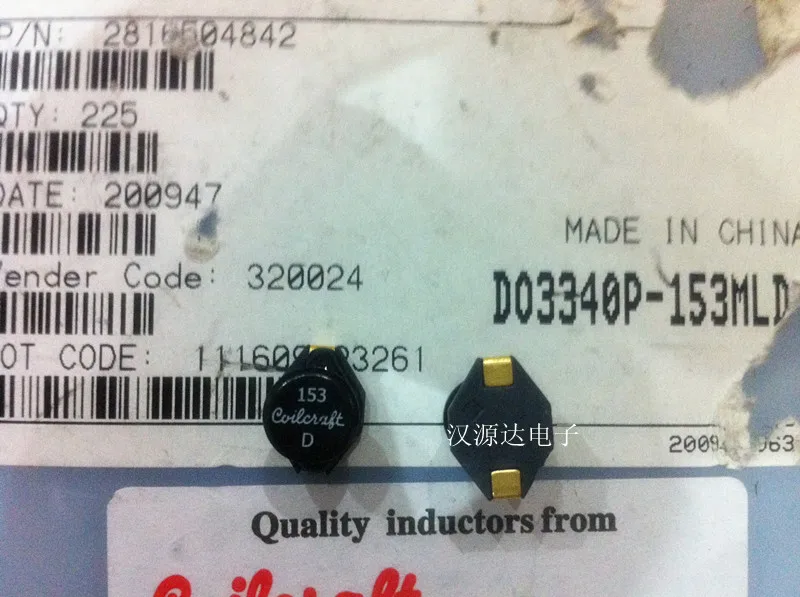 P/N: 2816504842
QTY: 225
DATE: 200947
Vender Code: 320024
MADE IN CHINA
DO3340P-153MLD
LOT CODE:
153
Coilcraft
D
汉源达电子
Quality inductors from
Coilcraft